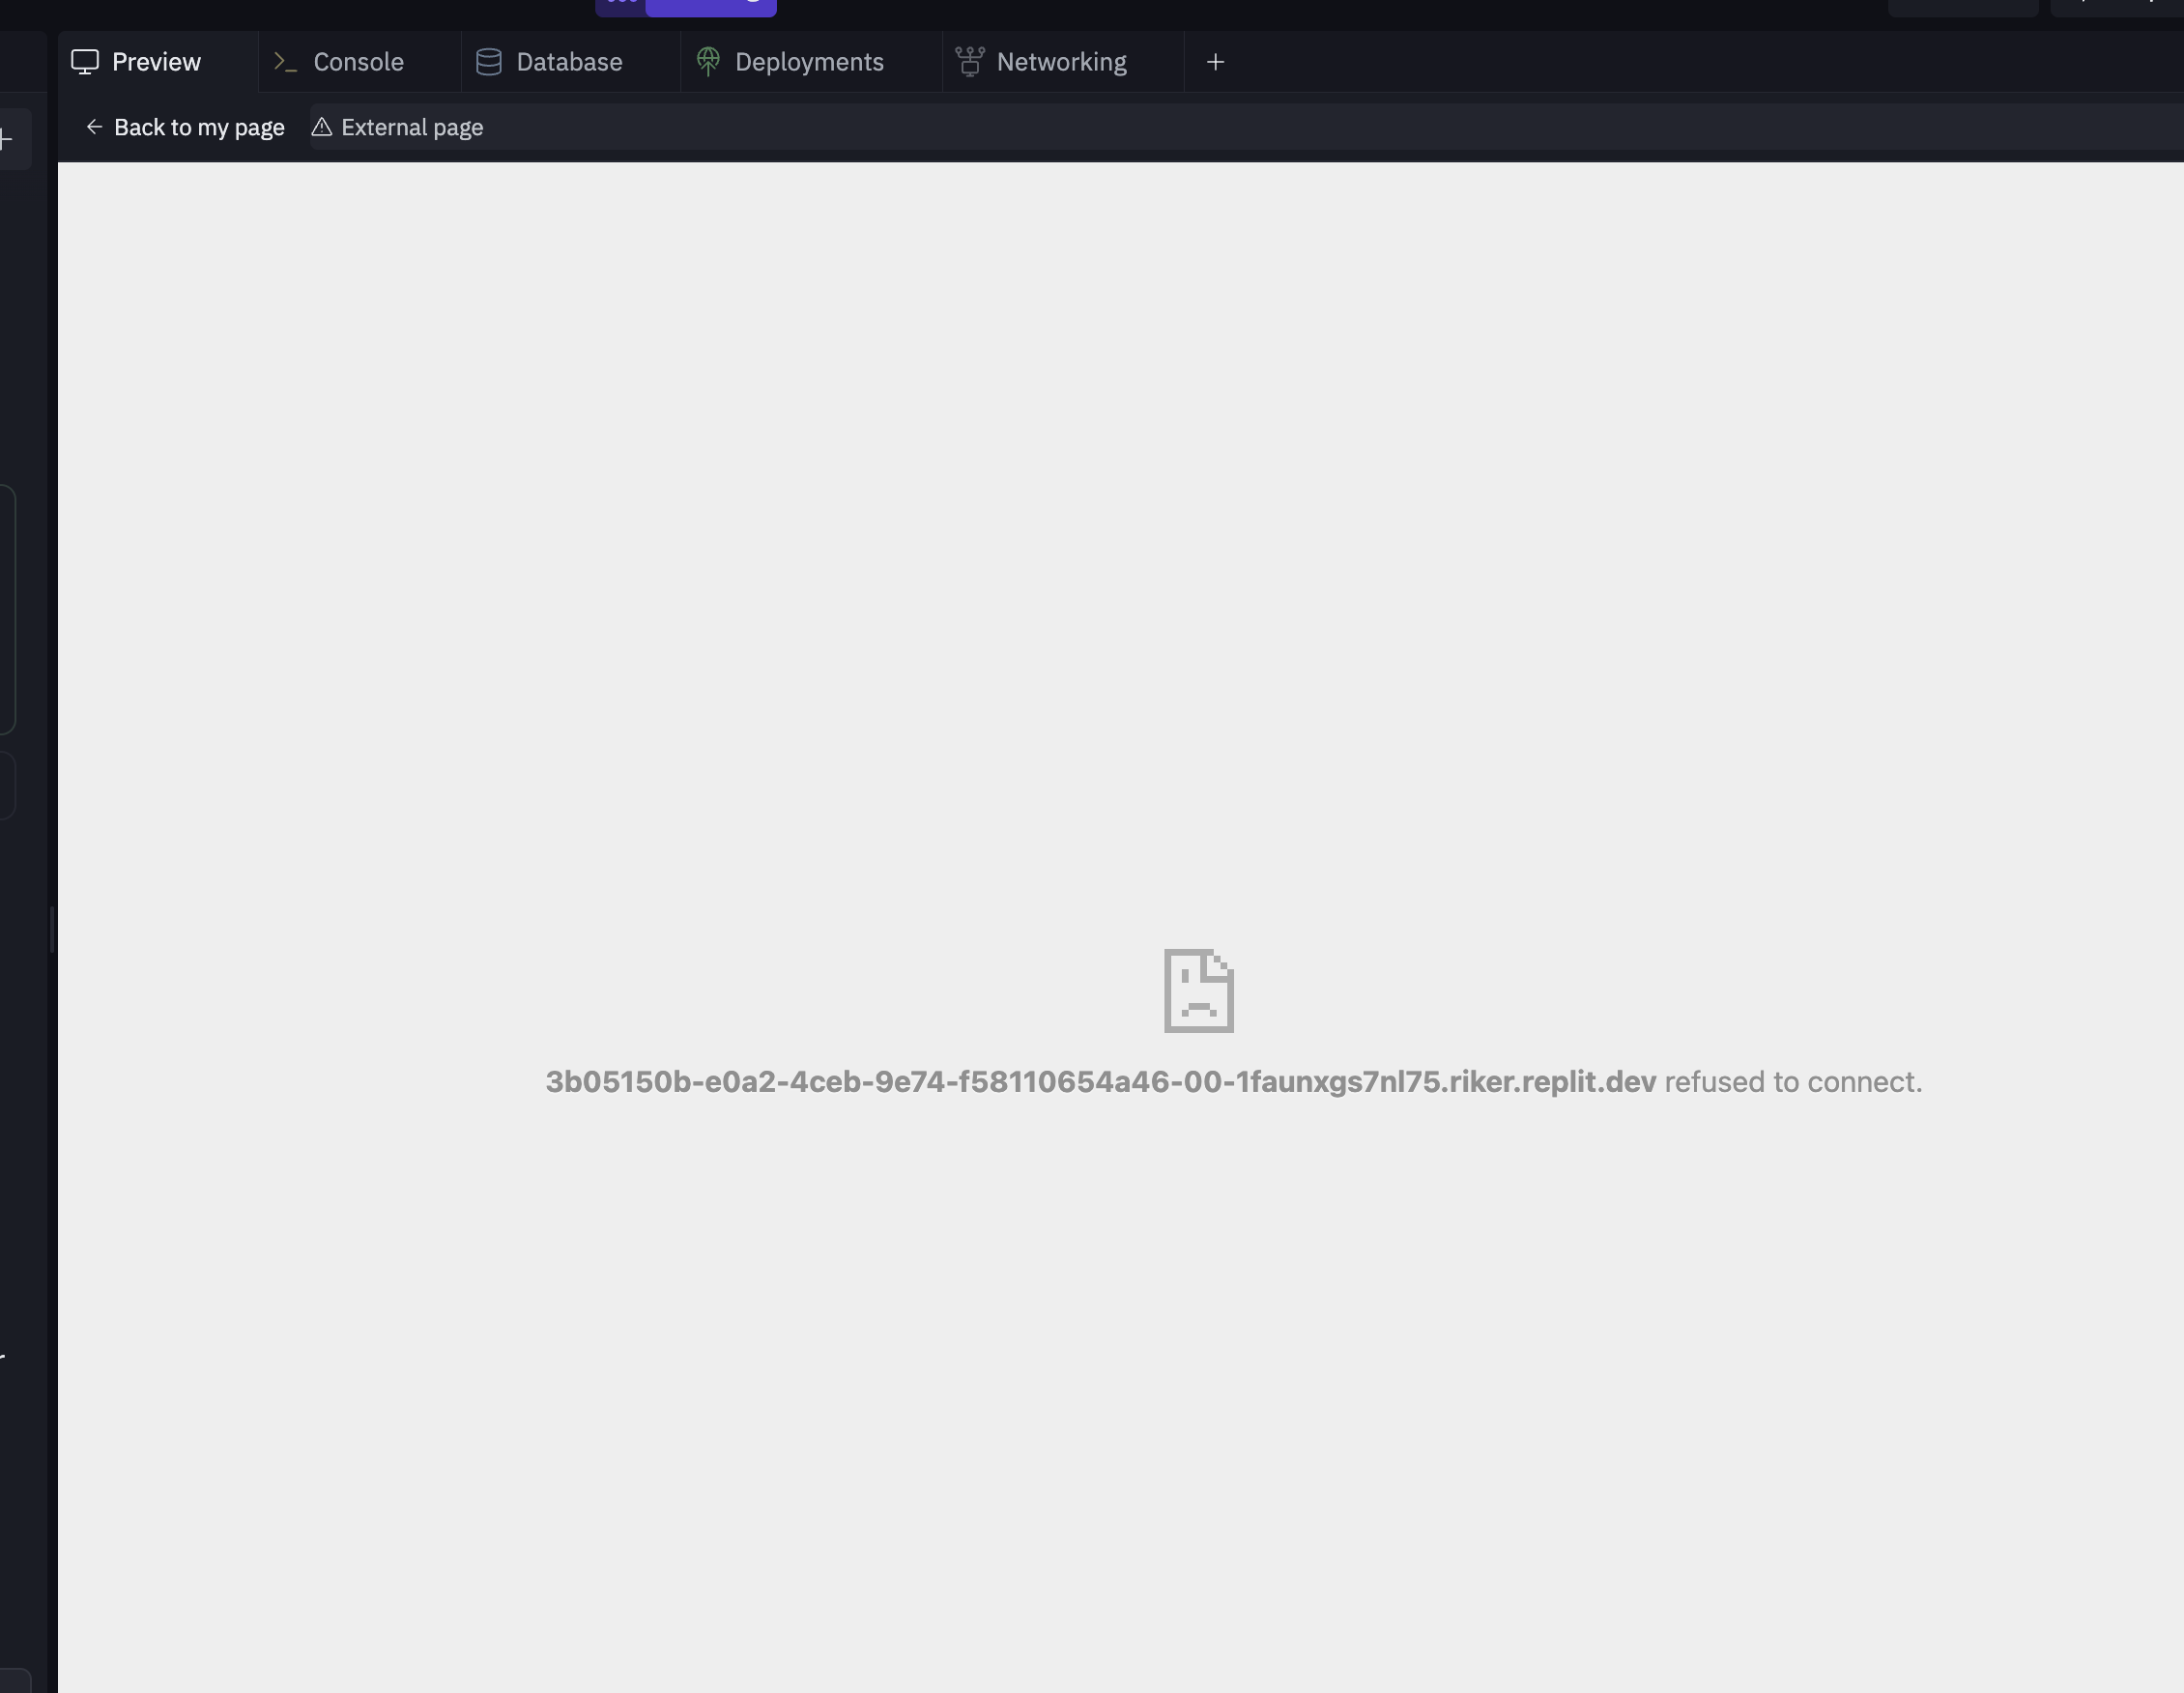 Preview
Console
Database
Deployments
Networking
Back to my page
External page
3b05150b-e0a2-4ceb-9e74-f58110654a46-00-1faunxgs7nl75.riker.replit.dev refused to connect.